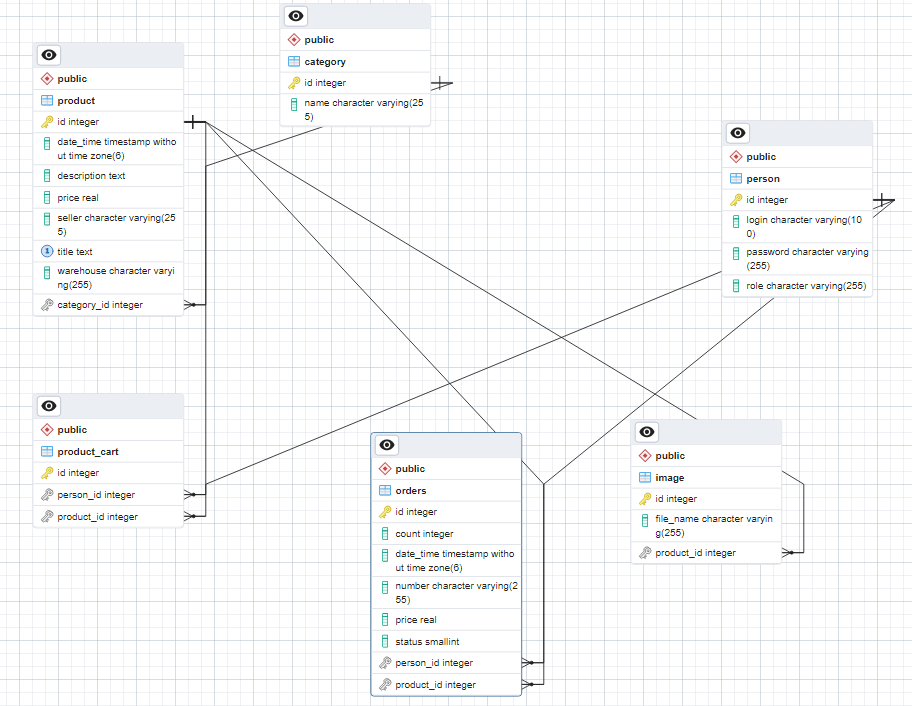 public
category
id integer
name character varying(25
5)
public
product
id integer
date_time timestamp witho
ut time zone(6)
description text
price real
seller character varying(25
5)
1 title text
warehouse character varyi
ng(255)
category_id integer
public
person
id integer
login character varying(10
0)
password character varying
(255)
role character varying(255)
public
product_cart
id integer
person_id integer
product_id integer
public
orders
id integer
count integer
date_time timestamp witho
ut time zone(6)
number character varying(2
55)
price real
status smallint
person_id integer
product_id integer
public
image
id integer
file_name character varyin
g(255)
product_id integer